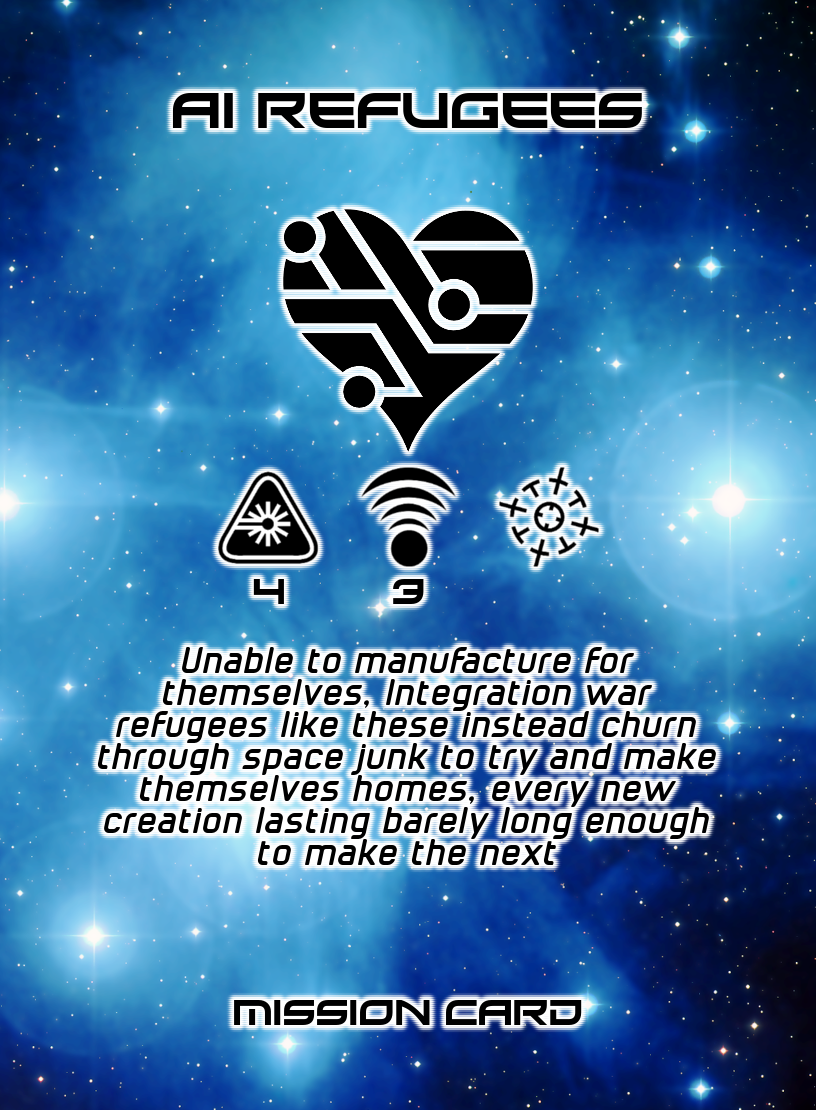 AI REFUGEES
4 3
Unable to manufacture for
themselves, Integration war
refugees like these instead churn
through space junk to try and make
themselves homes, every new
creation lasting barely long enough
to make the next
MISSION CARD